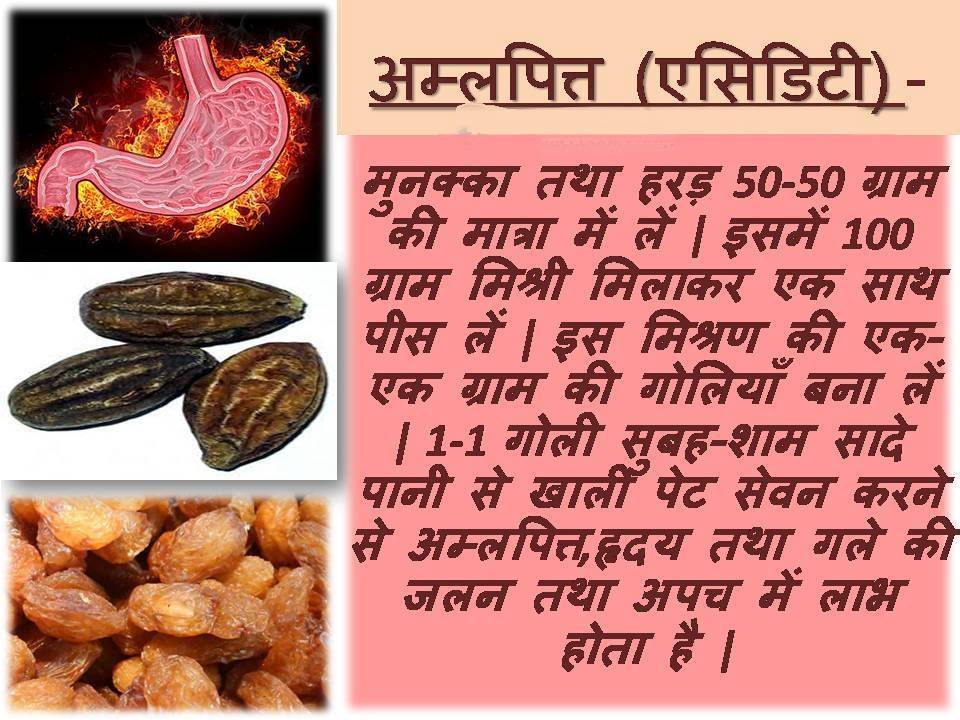 अम्लपित्त (एसिडिटी) -
मुनक्का तथा हरड़ 50-50 ग्राम
की मात्रा में लें | इसमें 100
ग्राम मिश्री मिलाकर एक साथ
पीस लें | इस मिश्रण की एक-
एक ग्राम की गोलियाँ बना लें
| 1-1 गोली सुबह-शाम सादे
पानी से खाली पेट सेवन करने
से अम्लपित्त,हृदय तथा गले की
जलन तथा अपच में लाभ
होता है |